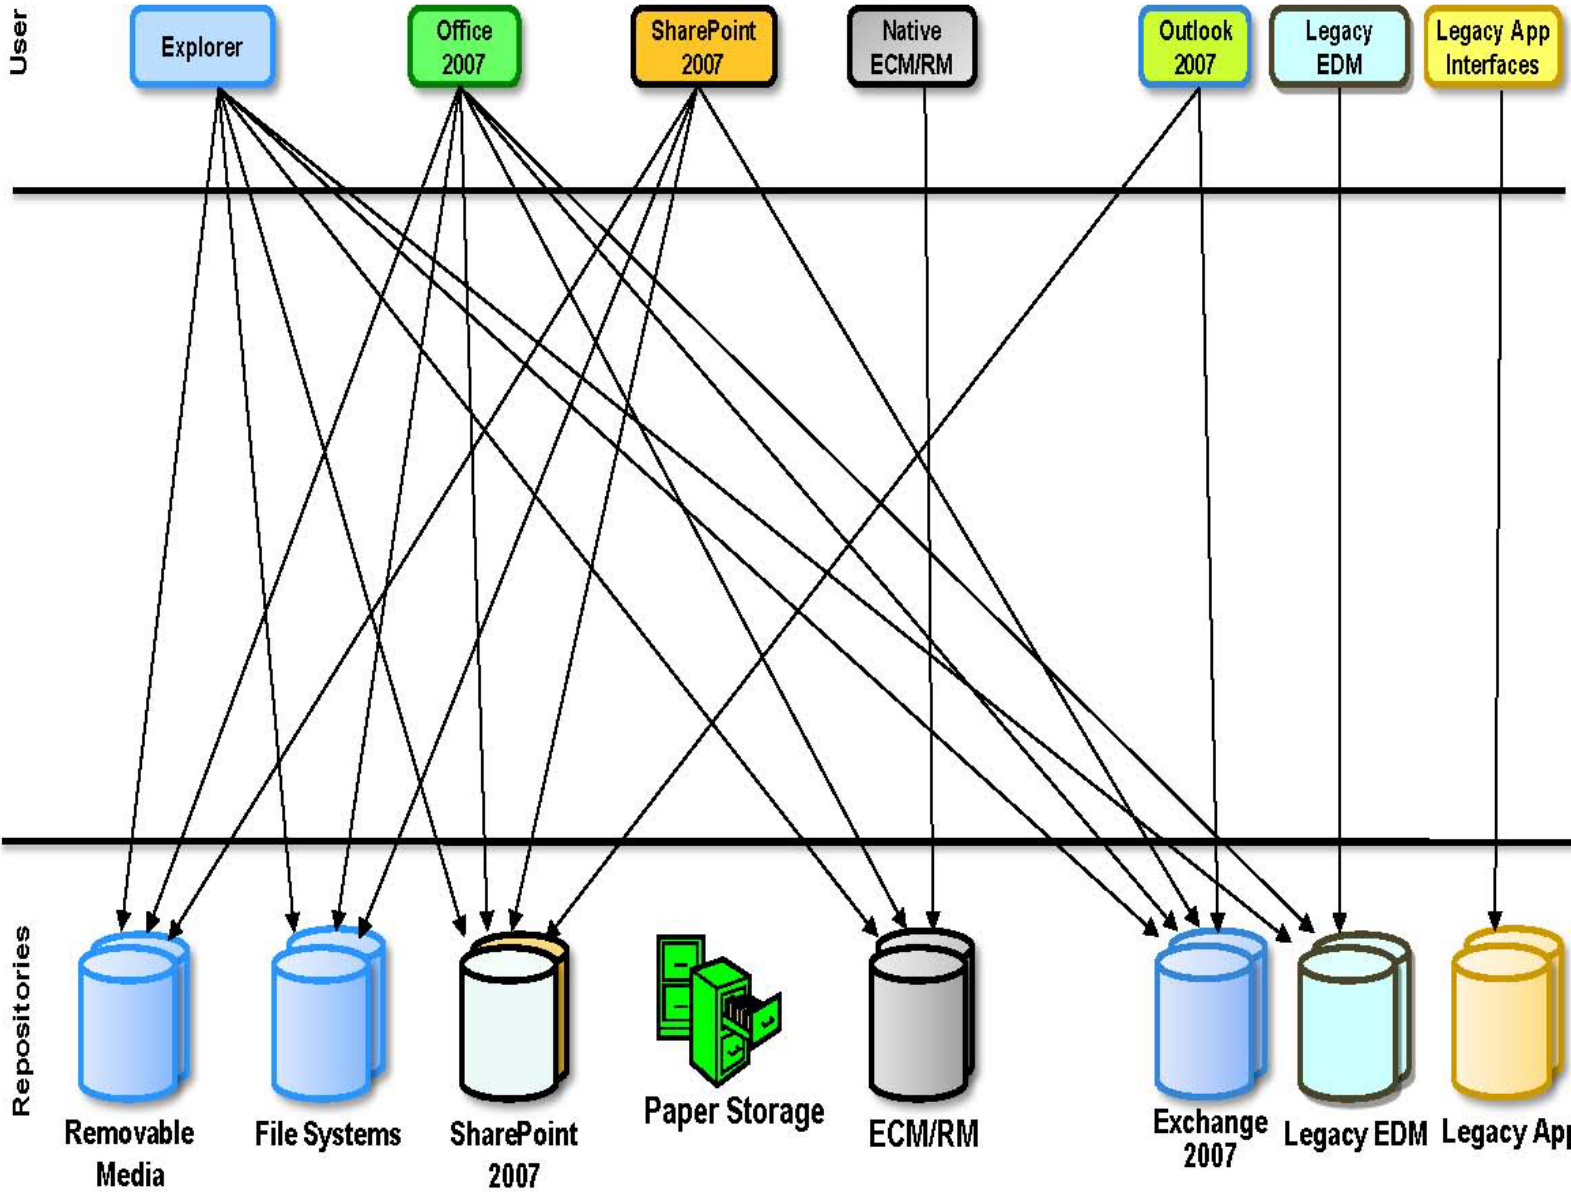 User
Explorer
Office
2007
SharePoint
2007
Native
ECM/RM
Outlook
2007
Legacy
EDM
Legacy App
Interfaces
Repositories
Removable
Media
File Systems
SharePoint
2007
Paper Storage
ECM/RM
Exchange
2007
Legacy EDM
Legacy App